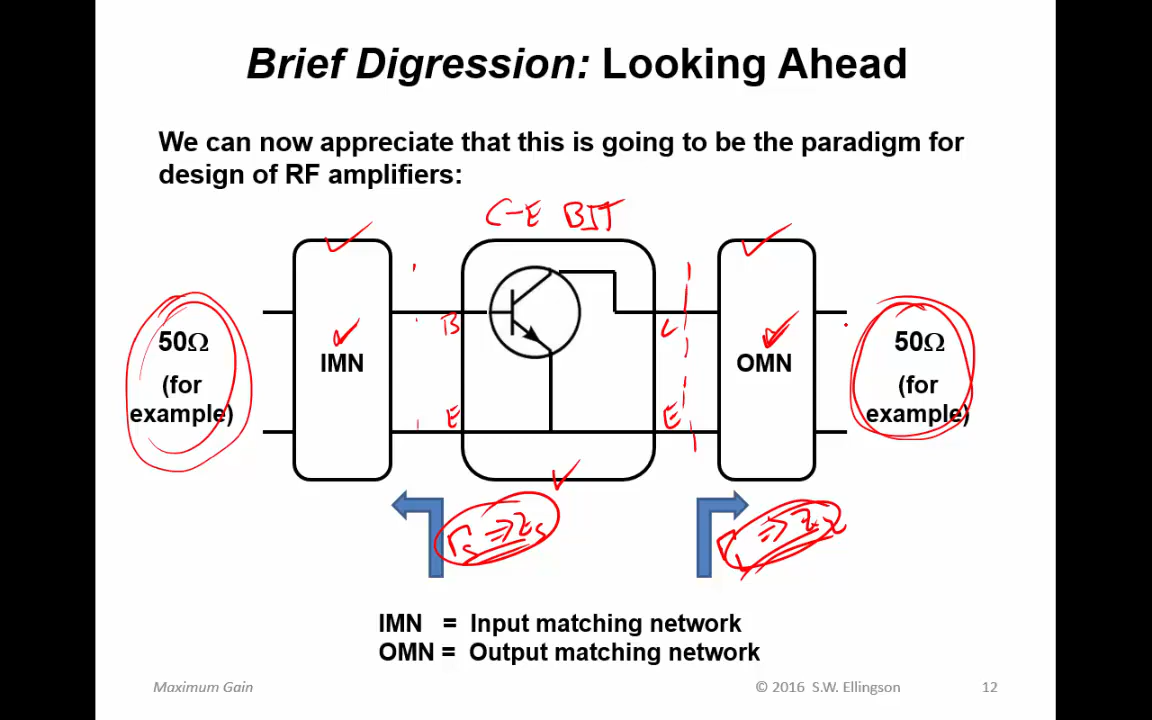 Brief Digression: Looking Ahead
We can now appreciate that this is going to be the paradigm for
design of RF amplifiers:
C-E BJT
50Ω
(for
example)
IMN
B
E
C
E
OMN
50Ω
(for
example)
Γs ⇒ Zs
IMN = Input matching network
OMN = Output matching network
Maximum Gain
© 2016 S.W. Ellingson
12